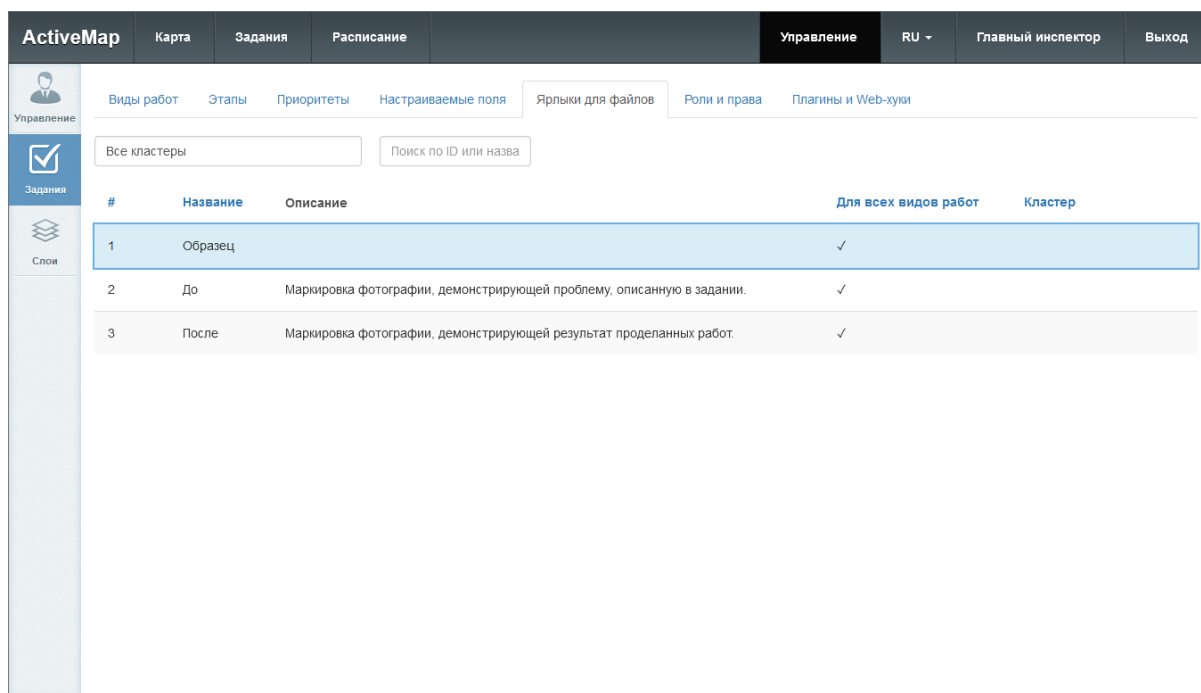 ActiveMap Карта Задания Расписание Управление RU Главный инспектор Выход
Управление
Задания
Слои
Виды работ Этапы Приоритеты Настраиваемые поля Ярлыки для файлов Роли и права Плагины и Web-хуки
Все кластеры Поиск по ID или назва
# Название Описание Для всех видов работ Кластер
1 Образец ✓
2 До Маркировка фотографии, демонстрирующей проблему, описанную в задании. ✓
3 После Маркировка фотографии, демонстрирующей результат проделанных работ. ✓